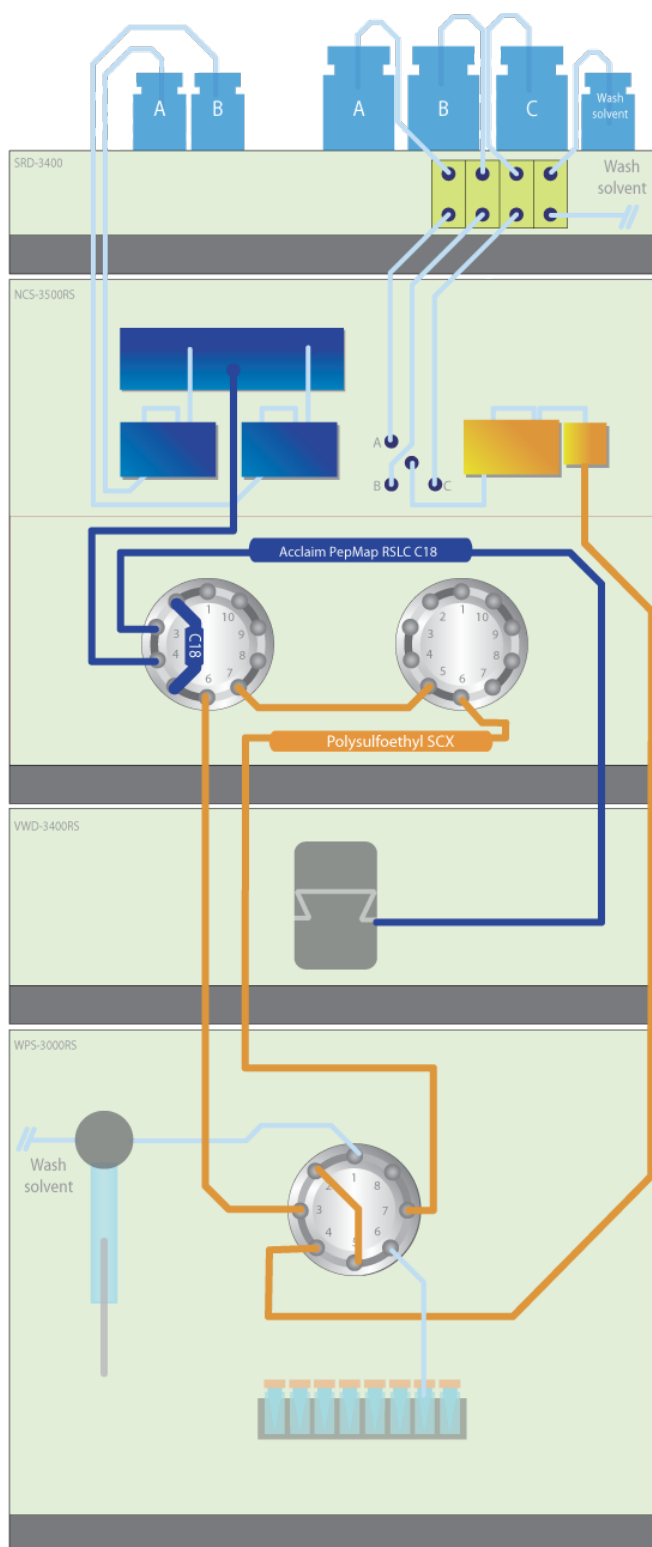 A
B
A
B
C
Wash
solvent
SRD-3400
Wash
solvent
NCS-3500RS
A
B
C
Acclaim PepMap RSLC C18
1
10
3
9
4
8
6
7
C18
1
2
10
3
9
4
8
5
7
6
Polysulfoethyl SCX
VWD-3400RS
WPS-3000RS
Wash
solvent
1
2
8
3
7
4
6
5